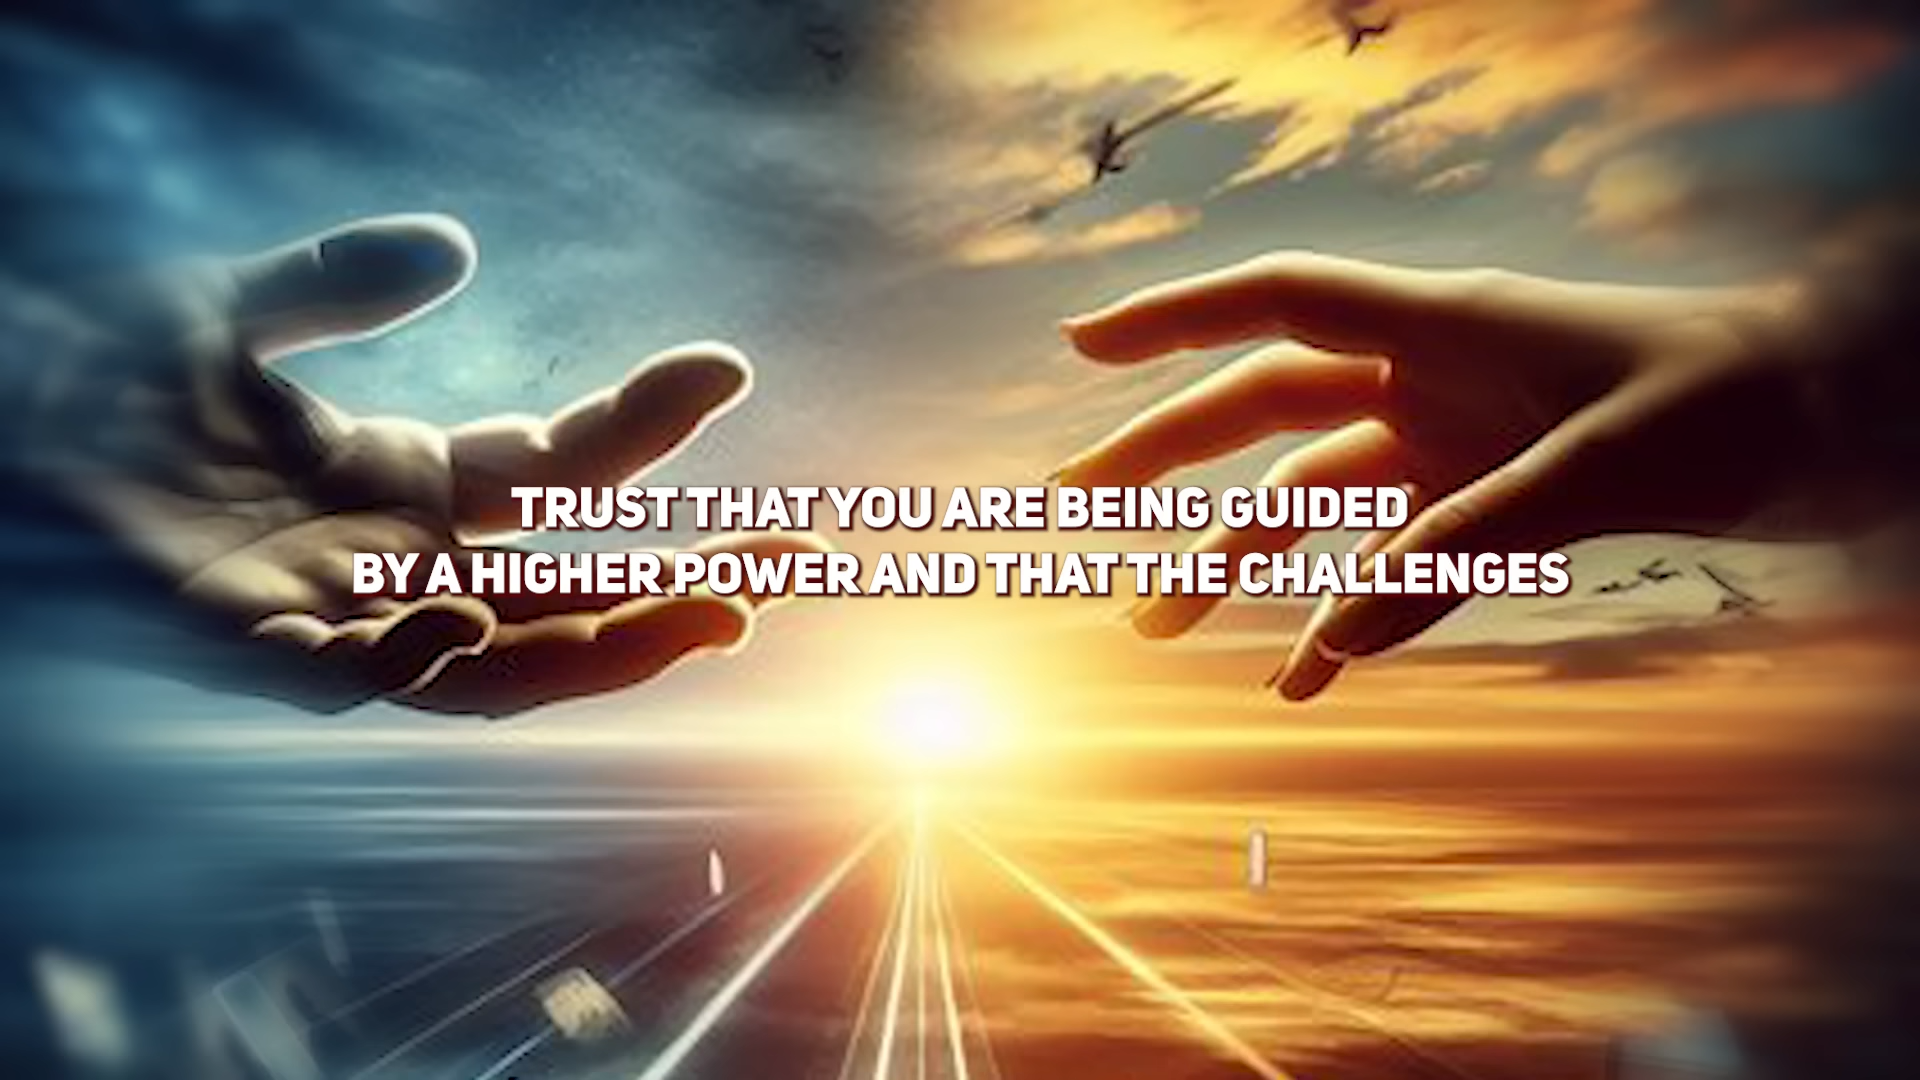 TRUST THAT YOU ARE BEING GUIDED
BY A HIGHER POWER AND THAT THE CHALLENGES